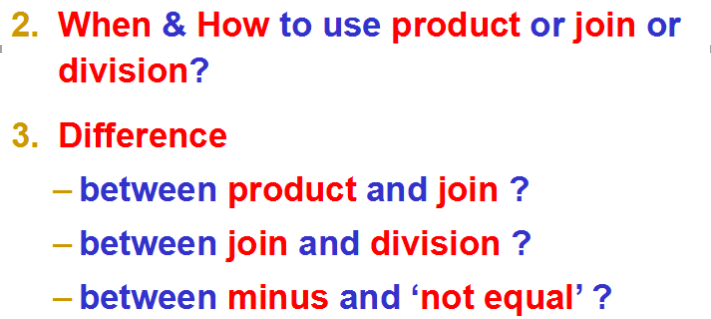 2. When & How to use product or join or
division?
3. Difference
– between product and join ?
– between join and division ?
– between minus and ‘not equal’ ?